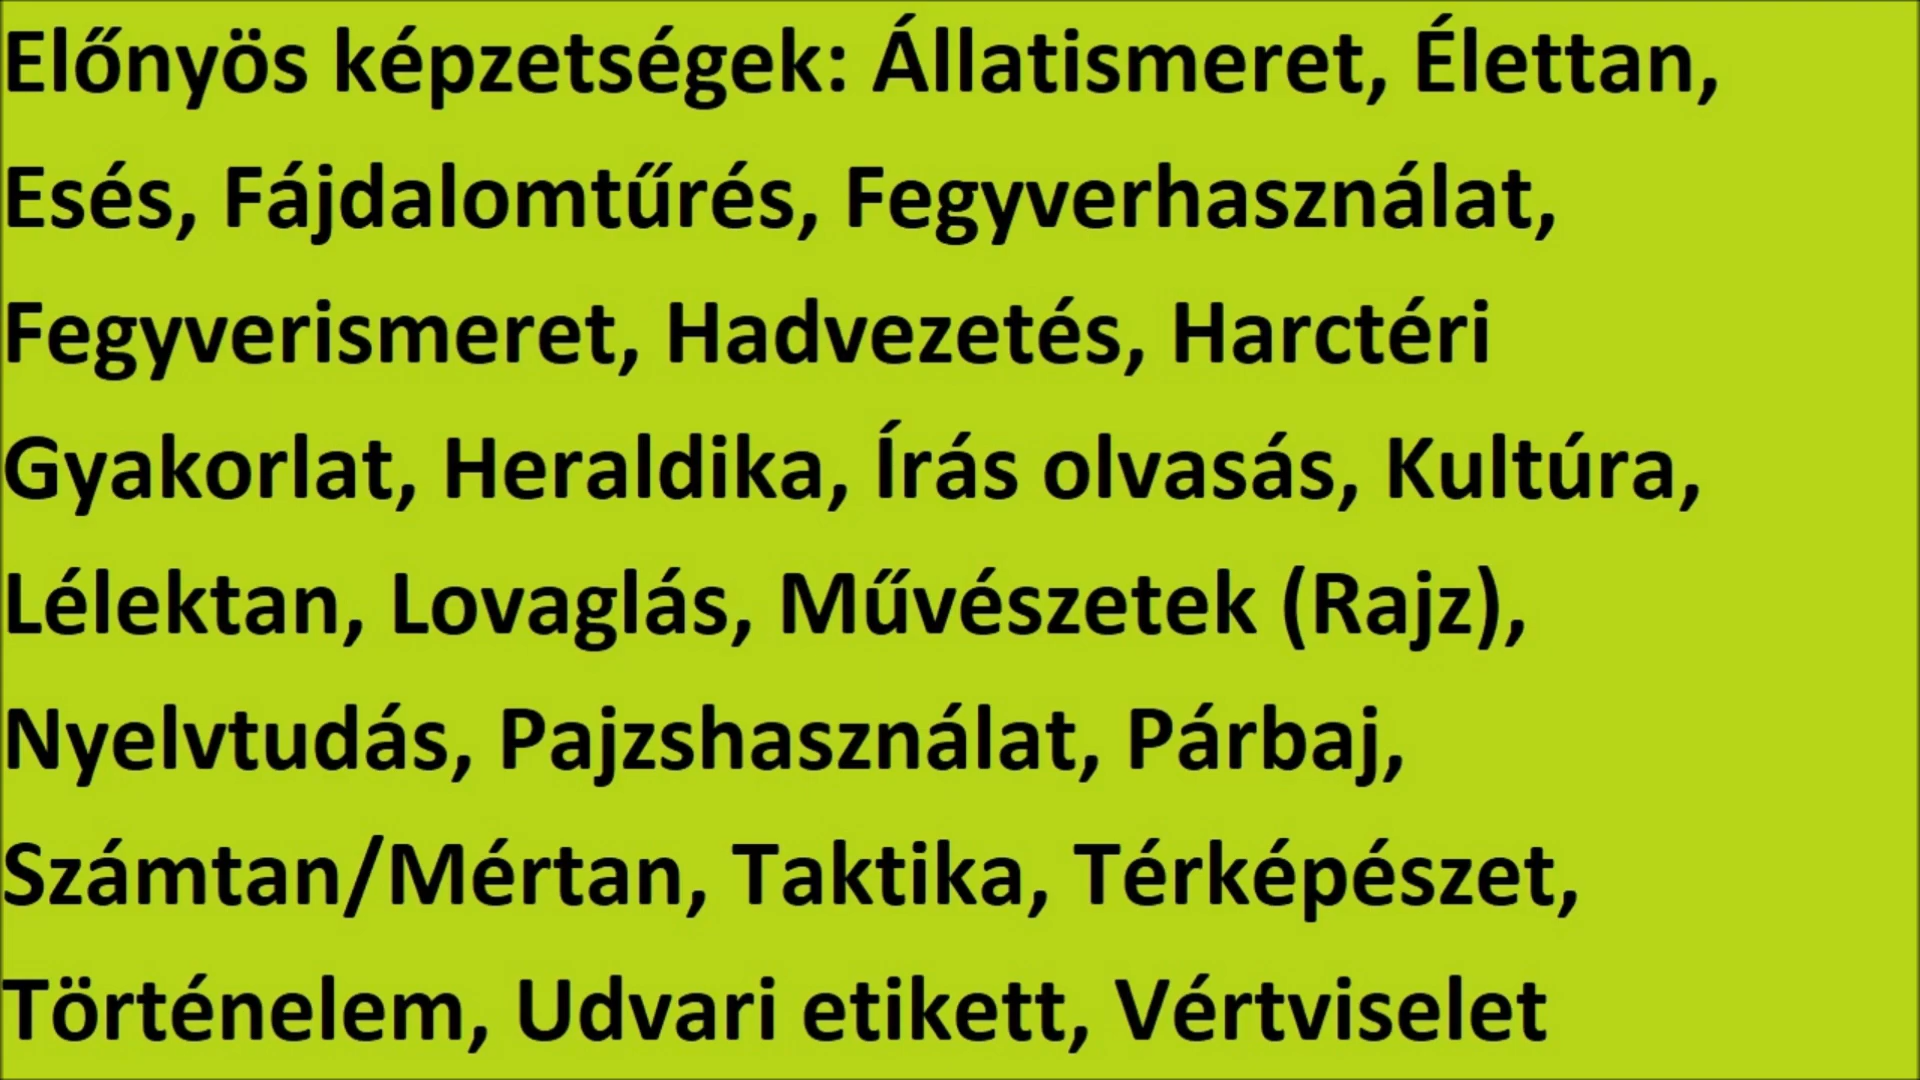 Előnyös képzetségek: Állatismeret, Élettan,
Esés, Fájdalomtűrés, Fegyverhasználat,
Fegyverismeret, Hadvezetés, Harctéri
Gyakorlat, Heraldika, Írás olvasás, Kultúra,
Lélektan, Lovaglás, Művészetek (Rajz),
Nyelvtudás, Pajzshasználat, Párbaj,
Számtan/Mértan, Taktika, Térképészet,
Történelem, Udvari etikett, Vértviselet